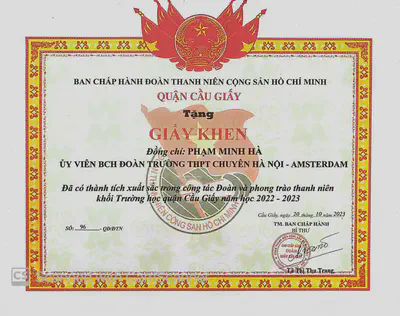 BAN CHẤP HÀNH ĐOÀN THANH NIÊN CỘNG SẢN HỒ CHÍ MINH
QUẬN CẦU GIẤY
Tặng
GIẤY KHEN
Đồng chí: PHẠM MINH HÀ
ỦY VIÊN BCH ĐOÀN TRƯỜNG THPT CHUYÊN HÀ NỘI - AMSTERDAM
Đã có thành tích xuất sắc trong công tác Đoàn và phong trào thanh niên
khối Trường học quận Cầu Giấy năm học 2022 - 2023
Cầu Giấy, ngày 20 tháng 10 năm 2023
SỐ: 96 - QĐ/ĐTN
TM. BAN CHẤP HÀNH
BÍ THƯ
Lê Thị Thu Trang
CS